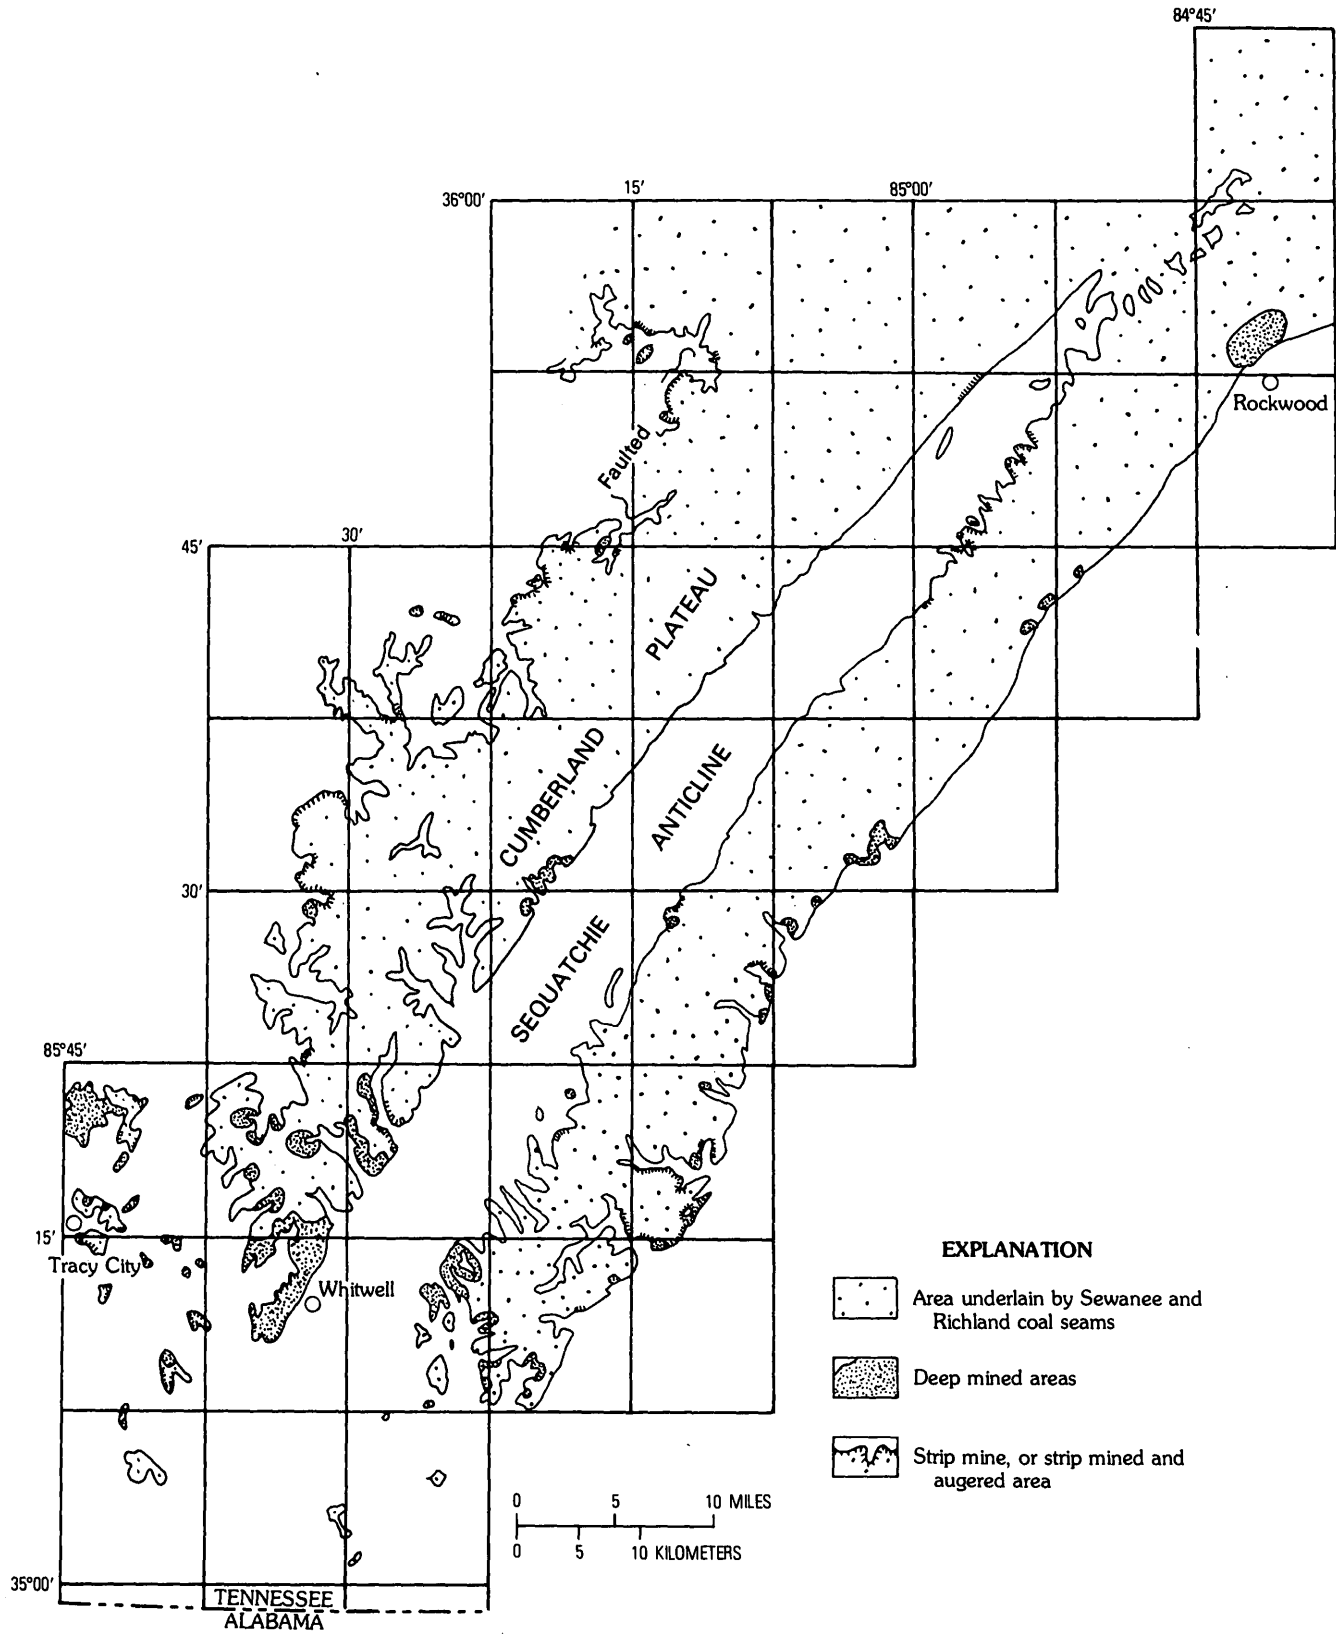 84°45′
36°00′
15′
85°00′
Rockwood
Faulted
45′
30′
PLATEAU
CUMBERLAND
ANTICLINE
30′
SEQUATCHIE
85°45′
15′
Tracy City
Whitwell
EXPLANATION
Area underlain by Sewanee and
Richland coal seams
Deep mined areas
Strip mine, or strip mined and
augered area
0 5 10 MILES
0 5 10 KILOMETERS
35°00′
TENNESSEE
ALABAMA